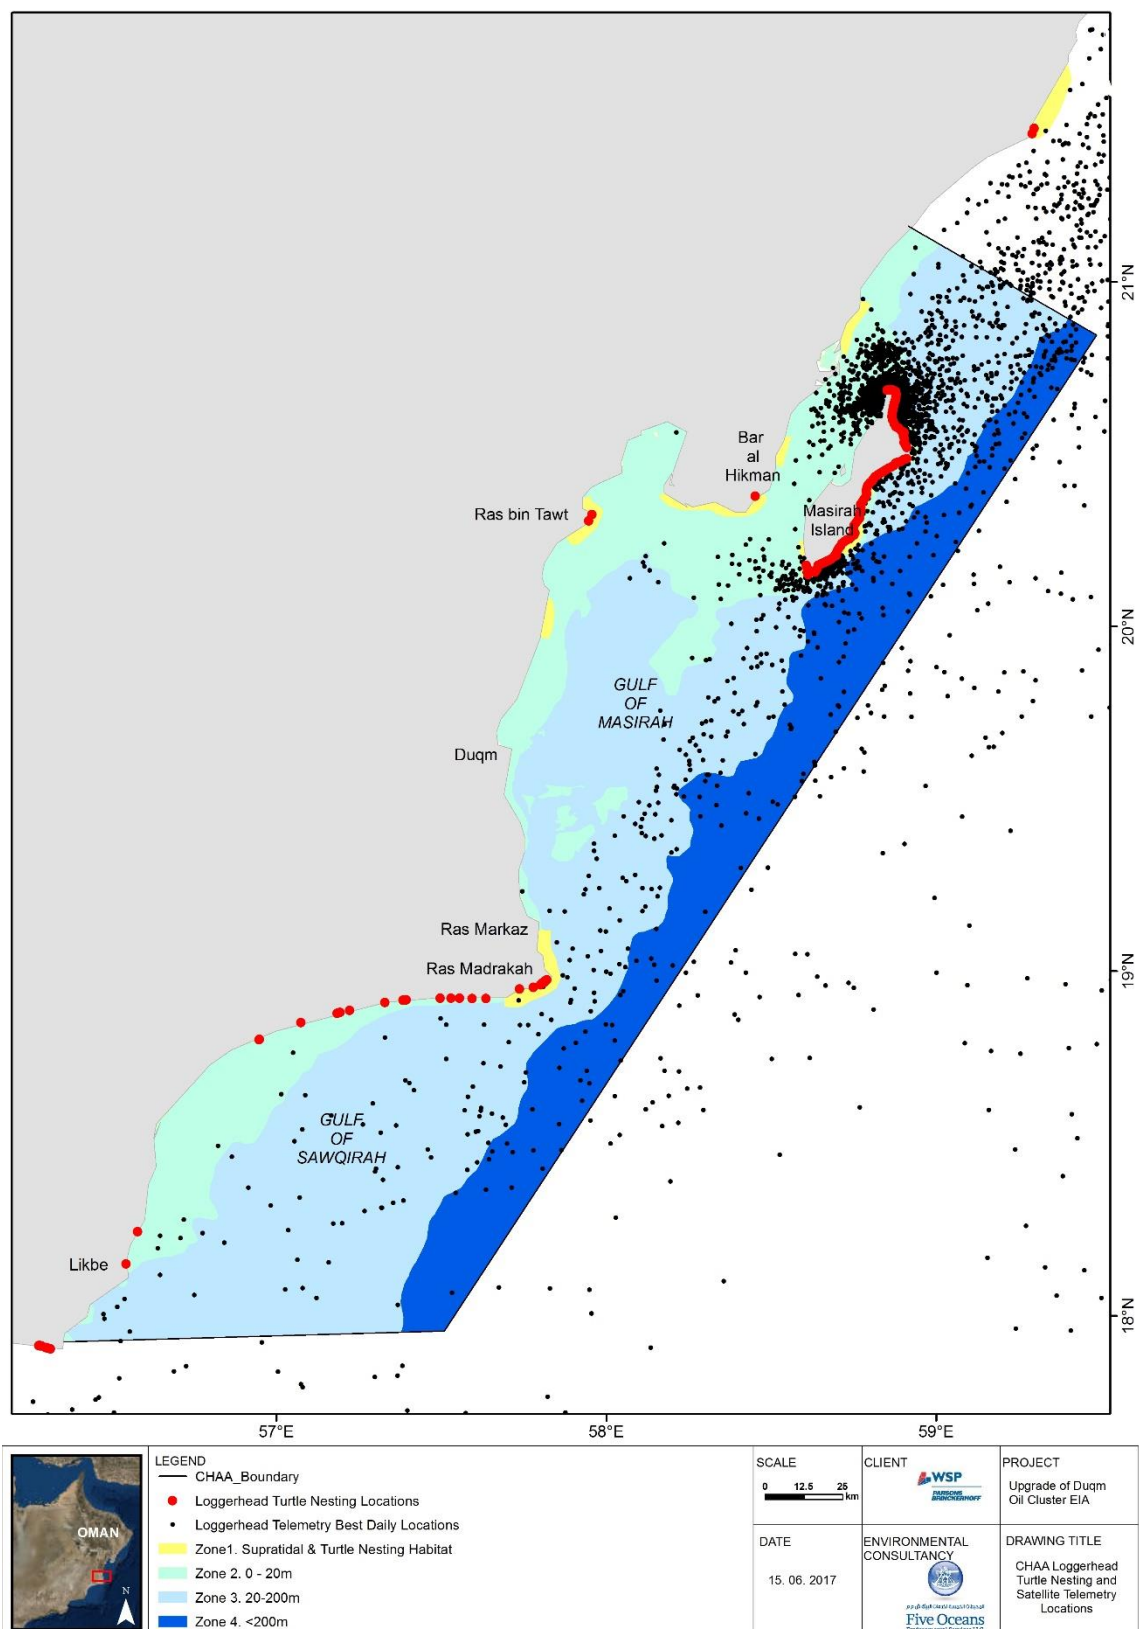 21°N
Bar
al
Hikman
Ras bin Tawt
Masirah
Island
20°N
GULF
OF
MASIRAH
Duqm
Ras Markaz
Ras Madrakah
19°N
GULF
OF
SAWQIRAH
Likbe
18°N
57°E
58°E
59°E
OMAN
N
LEGEND
CHAA_Boundary
Loggerhead Turtle Nesting Locations
Loggerhead Telemetry Best Daily Locations
Zone1. Supratidal & Turtle Nesting Habitat
Zone 2. 0 - 20m
Zone 3. 20-200m
Zone 4. <200m
SCALE
0 12.5 25
km
CLIENT
WSP
PARSONS
BRINCKERHOFF
PROJECT
Upgrade of Duqm
Oil Cluster EIA
DATE
15. 06. 2017
ENVIRONMENTAL
CONSULTANCY
Five Oceans
DRAWING TITLE
CHAA Loggerhead
Turtle Nesting and
Satellite Telemetry
Locations